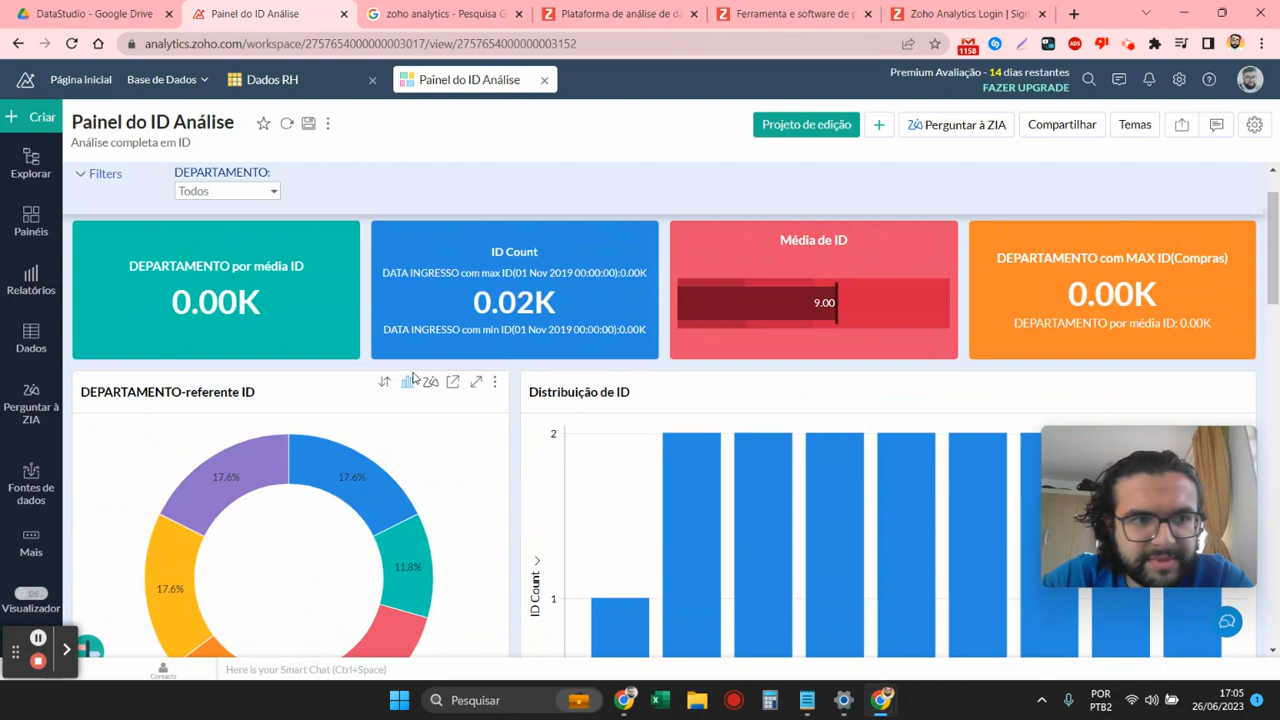 DataStudio – Google Drive
Painel do ID Análise
zoho analytics - Pesquisa G
Plataforma de análise de da
Ferramenta e software de p
Zoho Analytics Login | Sign
analytics.zoho.com/workspace/2757654000000003017/view/2757654000000003152
1158
ADS
Página inicial
Base de Dados
Dados RH
Painel do ID Análise
Premium Avaliação - 14 dias restantes
FAZER UPGRADE
Criar
Painel do ID Análise
Análise completa em ID
Projeto de edição
Perguntar à ZIA
Compartilhar
Temas
Explorar
Painéis
Relatórios
Dados
Perguntar à
ZIA
Fontes de
dados
Mais
DE..
Visualizador
Filters
DEPARTAMENTO:
Todos
DEPARTAMENTO por média ID
0.00K
ID Count
DATA INGRESSO com max ID(01 Nov 2019 00:00:00):0.00K
0.02K
DATA INGRESSO com min ID(01 Nov 2019 00:00:00):0.00K
Média de ID
9.00
DEPARTAMENTO com MAX ID(Compras)
0.00K
DEPARTAMENTO por média ID: 0.00K
DEPARTAMENTO-referente ID
17.6%
17.6%
11.8%
17.6%
Distribuição de ID
2
1
ID Count
Contacts
Here is your Smart Chat (Ctrl+Space)
Pesquisar
POR
PTB2
17:05
26/06/2023
1